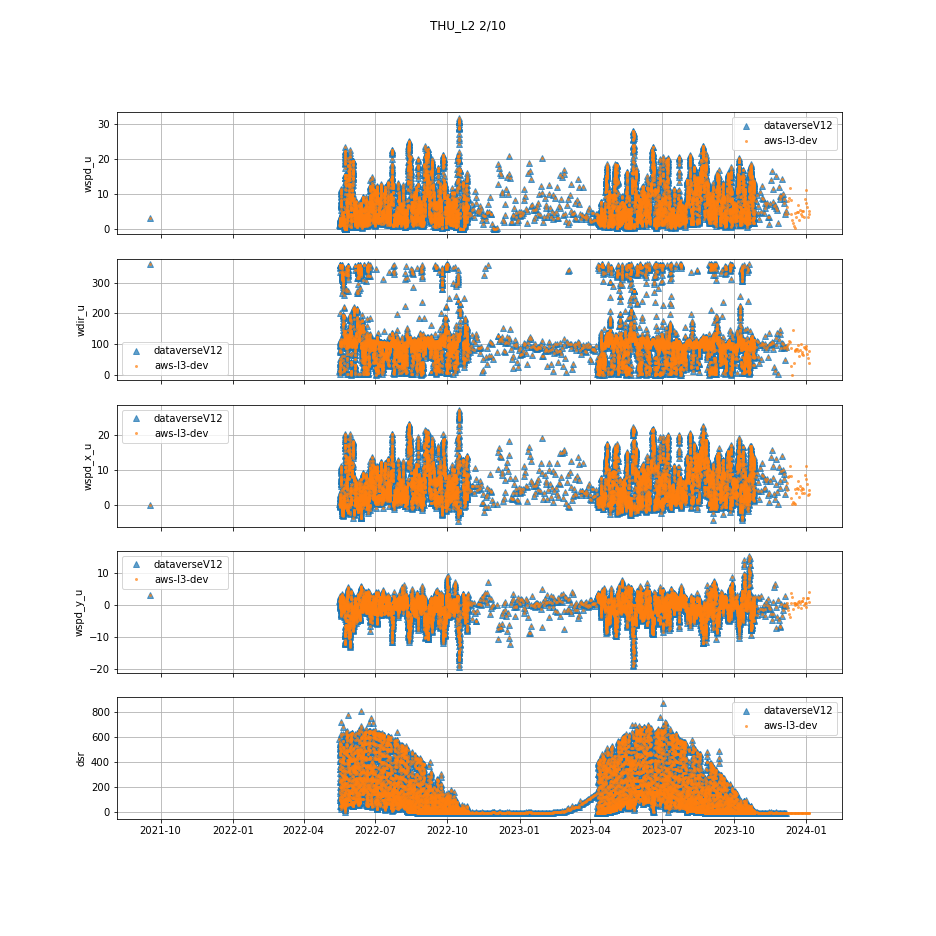 THU_L2 2/10
wspd_u
30
20
10
0
dataverseV12
aws-l3-dev
wdir_u
300
200
100
0
dataverseV12
aws-l3-dev
wspd_x_u
20
10
0
dataverseV12
aws-l3-dev
wspd_y_u
10
0
−10
−20
dataverseV12
aws-l3-dev
dsr
800
600
400
200
0
dataverseV12
aws-l3-dev
2021-10 2022-01 2022-04 2022-07 2022-10 2023-01 2023-04 2023-07 2023-10 2024-01